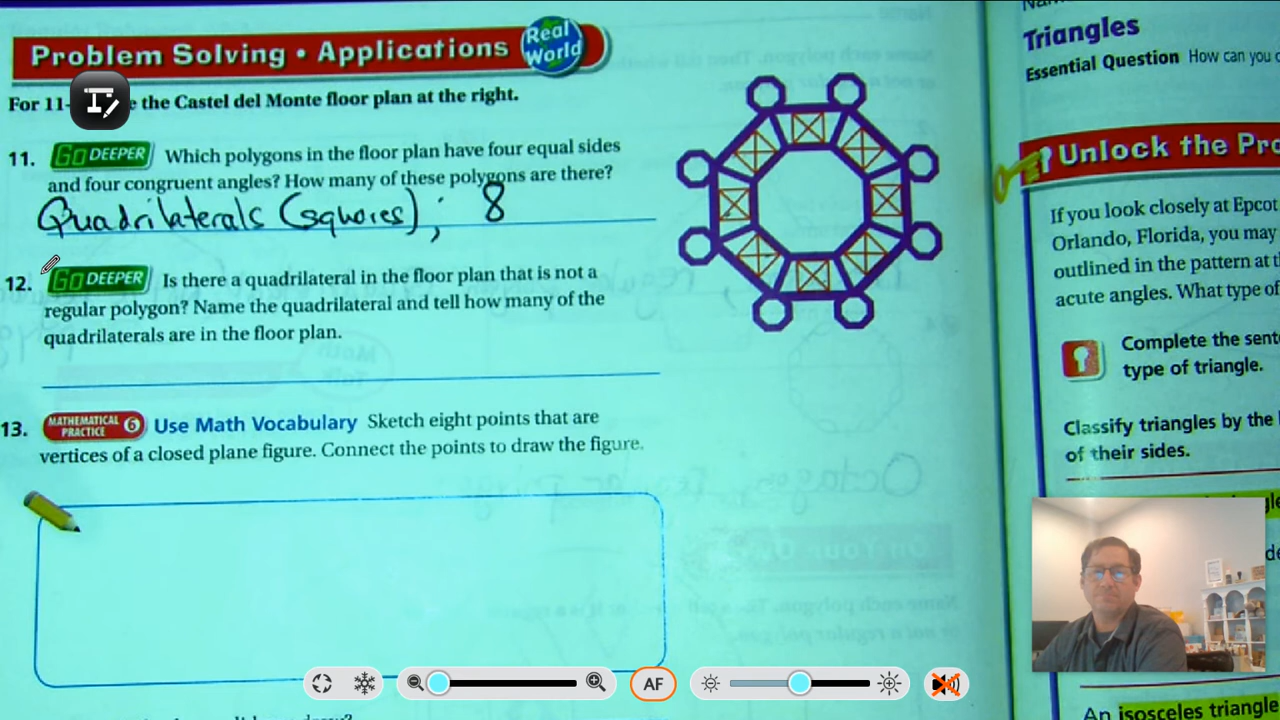 Problem Solving • Applications
Real World
For 11- e the Castel del Monte floor plan at the right.
11. Go DEEPER Which polygons in the floor plan have four equal sides
and four congruent angles? How many of these polygons are there?
Quadrilaterals (squares); 8
12. Go DEEPER Is there a quadrilateral in the floor plan that is not a
regular polygon? Name the quadrilateral and tell how many of the
quadrilaterals are in the floor plan.
13. MATHEMATICAL PRACTICE 6 Use Math Vocabulary Sketch eight points that are
vertices of a closed plane figure. Connect the points to draw the figure.
AF
Triangles
Essential Question How can you
Unlock the Pro
If you look closely at Epcot
Orlando, Florida, you may
outlined in the pattern at t
acute angles. What type of
Complete the sent
type of triangle.
Classify triangles by the
of their sides.
An isosceles triangle